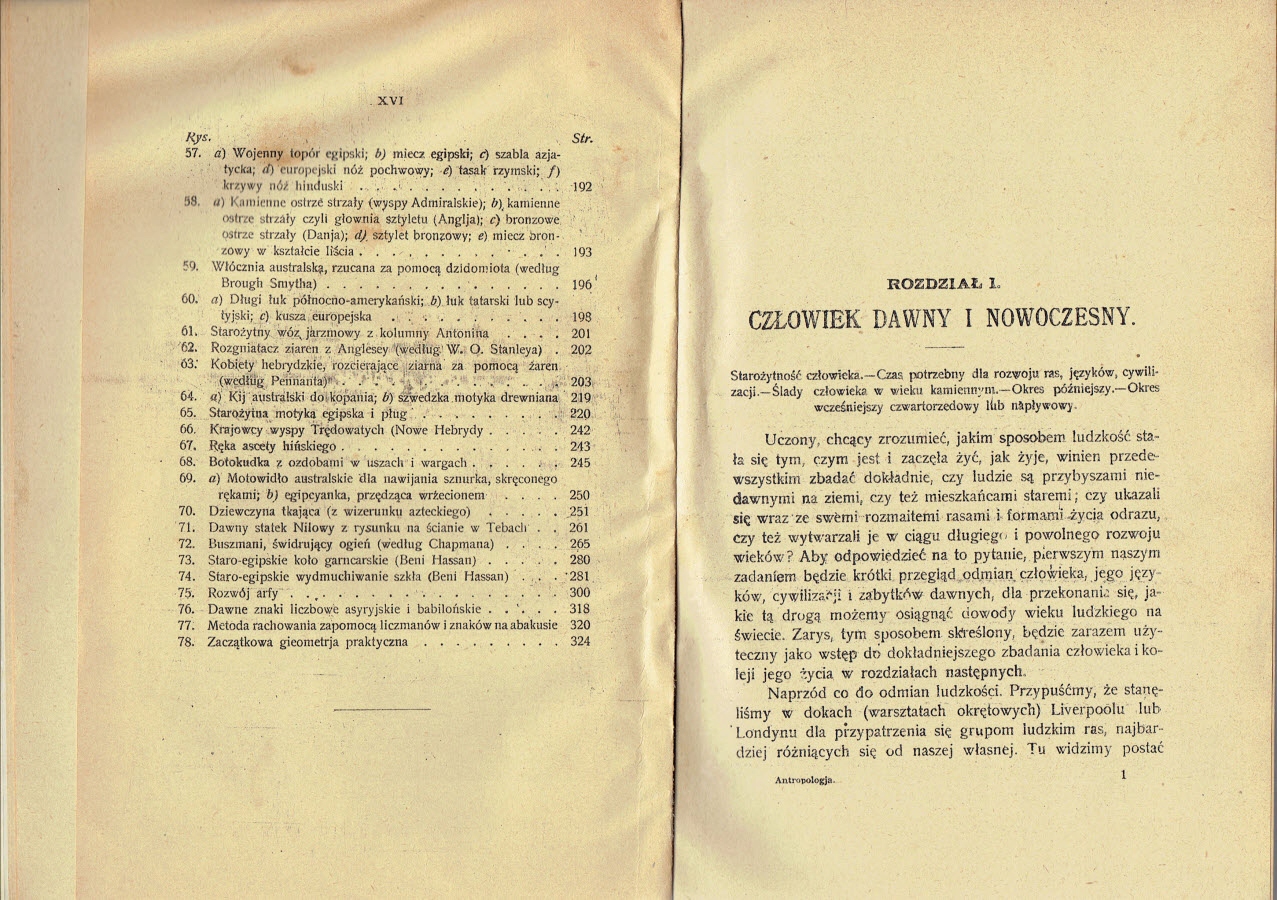 XVI
Rys. Str.
57. a) Wojenny topór egipski; b) miecz egipski; c) szabla azja-
tycka; d) europejski nóż pochwowy; e) tasak rzymski; f)
krzywy nóż hinduski . . . . . . . . . . . . 192
58. a) Kamienne ostrze strzały (wyspy Admiralskie); b) kamienne
ostrze strzały czyli głownia sztyletu (Anglja); c) bronzowe
ostrze strzały (Danja); d) sztylet bronzowy; e) miecz bron-
zowy w kształcie liścia . . . . . . . . . . . . 193
59. Włócznia australska, rzucana za pomocą dzidomiota (według
Brough Smytha) . . . . . . . . . . . . . . 196
60. a) Długi łuk północno-amerykański; b) łuk tatarski lub scy-
tyjski; c) kusza europejska . . . . . . . . . . 198
61. Starożytny wóz jarzmowy z kolumny Antonina . . . . 201
62. Rozgniatacz ziaren z Anglesey (według W. O. Stanleya) . 202
63. Kobiety hebrydzkie, rozcierające ziarna za pomocą żaren
(według Pennanta) . . . . . . . . . . . . . 203
64. a) Kij australski do kopania; b) szwedzka motyka drewniana 219
65. Starożytna motyka egipska i pług . . . . . . . . 220
66. Krajowcy wyspy Trędowatych (Nowe Hebrydy . . . . . 242
67. Ręka ascety hińskiego . . . . . . . . . . . . . 243
68. Botokudka z ozdobami w uszach i wargach . . . . . . 245
69. a) Motowidło australskie dla nawijania sznurka, skręconego
rękami; b) egipcyanka, przędząca wrzecionem . . . . 250
70. Dziewczyna tkająca (z wizerunku azteckiego) . . . . . 251
71. Dawny statek Nilowy z rysunku na ścianie w Tebach . . 261
72. Buszmani, świdrujący ogień (według Chapmana) . . . . 265
73. Staro-egipskie koło garncarskie (Beni Hassan) . . . . . 280
74. Staro-egipskie wydmuchiwanie szkła (Beni Hassan) . . . 281
75. Rozwój arfy . . . . . . . . . . . . . . . . 300
76. Dawne znaki liczbowe asyryjskie i babilońskie . . . . . 318
77. Metoda rachowania zapomocą liczmanów i znaków na abakusie 320
78. Zaczątkowa gieometrja praktyczna . . . . . . . . . 324
ROZDZIAŁ I.
CZŁOWIEK DAWNY I NOWOCZESNY.
Starożytność człowieka.—Czas potrzebny dla rozwoju ras, języków, cywili-
zacji.—Ślady człowieka w wieku kamiennym.—Okres późniejszy.—Okres
wcześniejszy czwartorzedowy lub napływowy.
Uczony, chcący zrozumieć, jakim sposobem ludzkość sta-
ła się tym, czym jest i zaczęła żyć, jak żyje, winien przede-
wszystkim zbadać dokładnie, czy ludzie są przybyszami nie-
dawnymi na ziemi, czy też mieszkańcami staremi; czy ukazali
się wraz ze swemi rozmaitemi rasami i formami życia odrazu,
czy też wytwarzali je w ciągu długiego i powolnego rozwoju
wieków? Aby odpowiedzieć na to pytanie, pierwszym naszym
zadaniem będzie krótki przegląd odmian człowieka, jego języ-
ków, cywilizacji i zabytków dawnych, dla przekonania się, ja-
kie tą drogą możemy osiągnąć dowody wieku ludzkiego na
świecie. Zarys, tym sposobem skreślony, będzie zarazem uży-
teczny jako wstęp do dokładniejszego zbadania człowieka i ko-
leji jego życia w rozdziałach następnych.
Naprzód co do odmian ludzkości. Przypuśćmy, że stanę-
liśmy w dokach (warsztatach okrętowych) Liverpoolu lub
Londynu dla przypatrzenia się grupom ludzkim ras, najbar-
dziej różniących się od naszej własnej. Tu widzimy postać
Antropologja. 1